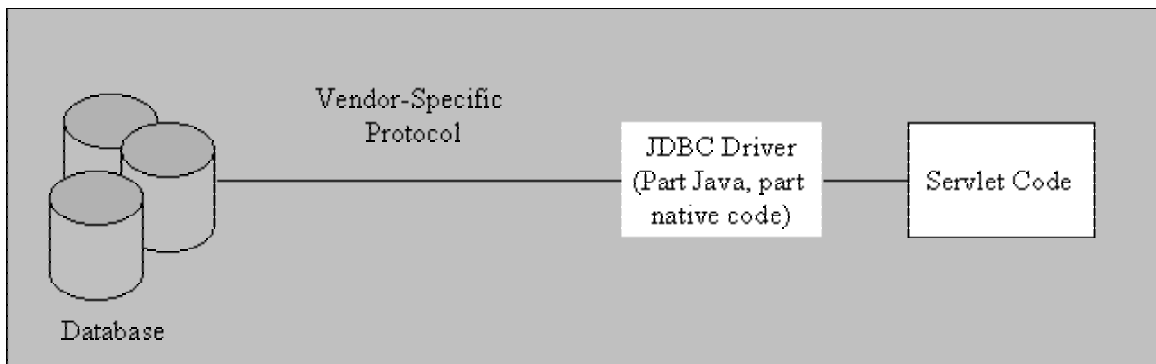 Vendor-Specific
Protocol
JDBC Driver
(Part Java, part
native code)
Servlet Code
Database